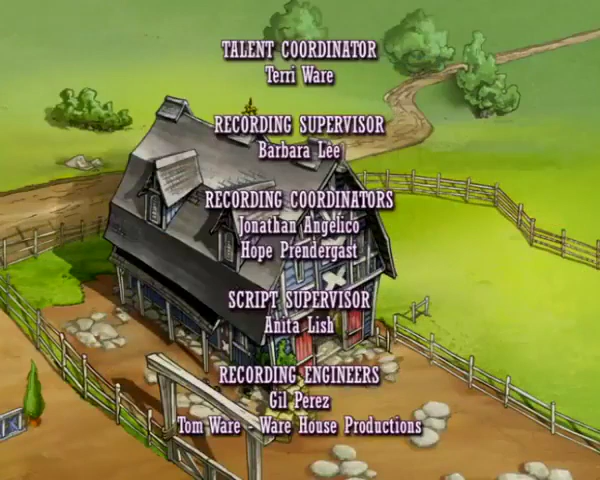 TALENT COORDINATOR
Terri Ware
RECORDING SUPERVISOR
Barbara Lee
RECORDING COORDINATORS
Jonathan Angelico
Hope Prendergast
SCRIPT SUPERVISOR
Anita Lish
RECORDING ENGINEERS
Gil Perez
Tom Ware - Ware House Productions